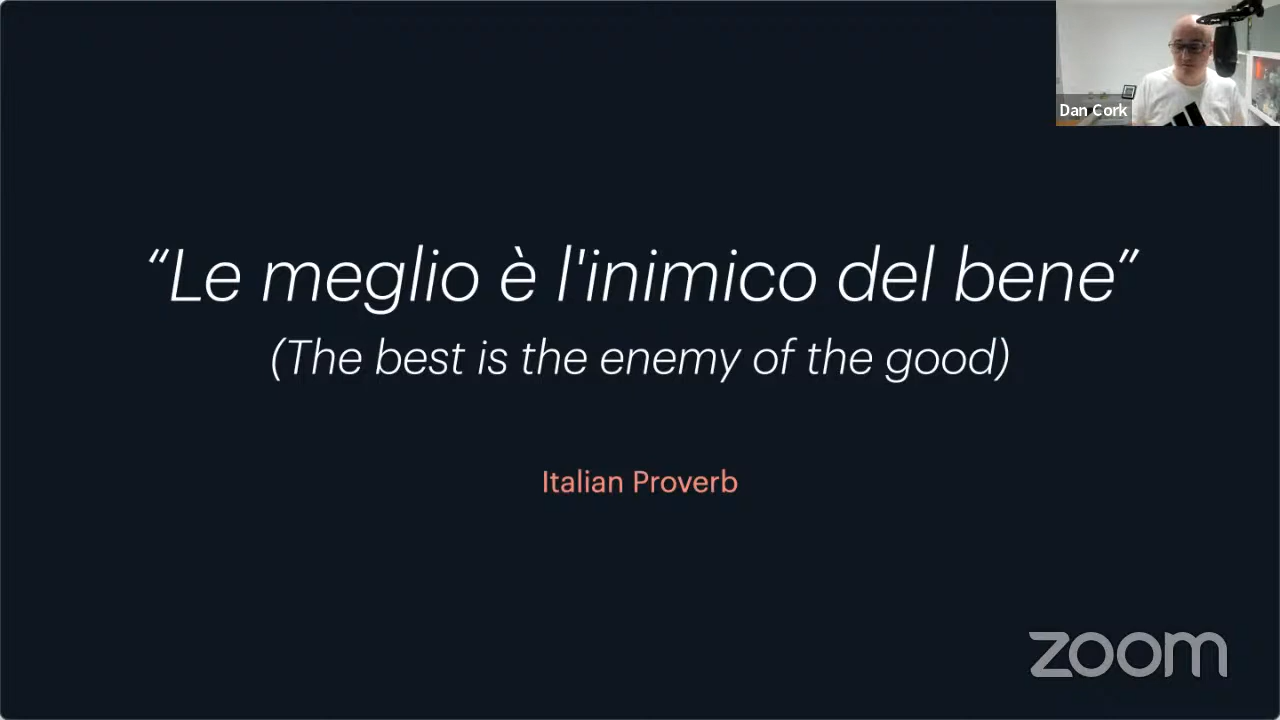 Dan Cork
“Le meglio è l'inimico del bene”
(The best is the enemy of the good)
Italian Proverb
zoom